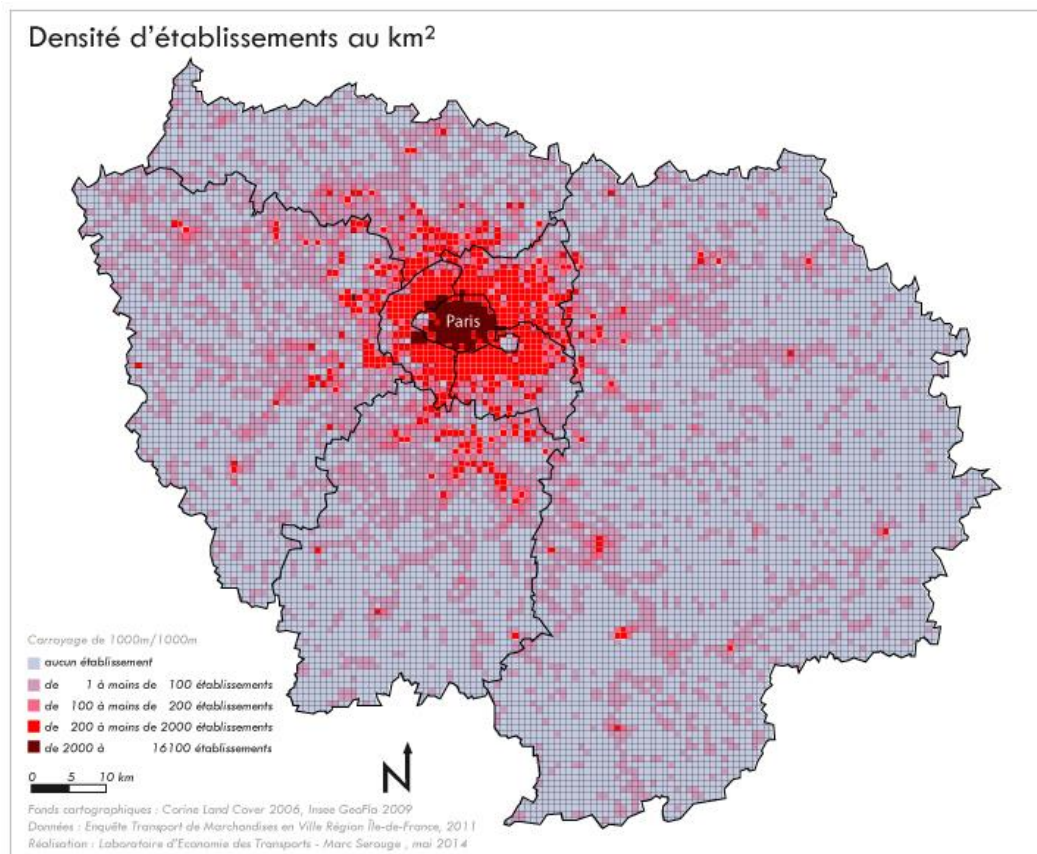 Densité d'établissements au km²
Paris
Carroyage de 1000m/1000m
aucun établissement
de 1 à moins de 100 établissements
de 100 à moins de 200 établissements
de 200 à moins de 2000 établissements
de 2000 à 16100 établissements
0 5 10 km
N
Fonds cartographiques : Corine Land Cover 2006, Insee GeoFla 2009
Données : Enquête Transport de Marchandises en Ville Région Île-de-France, 2011
Réalisation : Laboratoire d'Economie des Transports - Marc Serouge , mai 2014